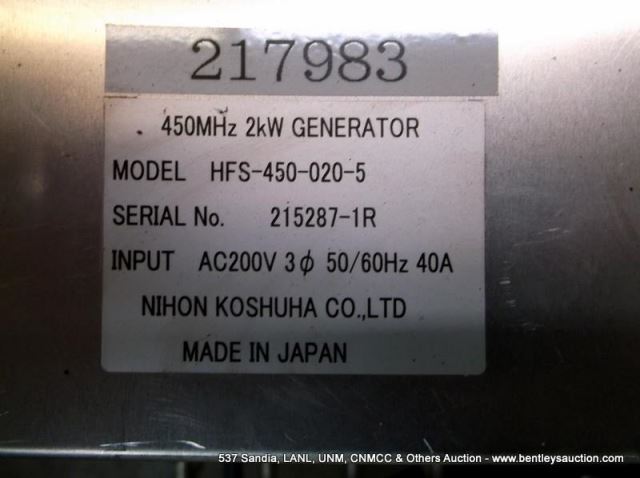 217983
450MHz 2kW GENERATOR
MODEL HFS-450-020-5
SERIAL No. 215287-1R
INPUT AC200V 3φ 50/60Hz 40A
NIHON KOSHUHA CO.,LTD
MADE IN JAPAN
537 Sandia, LANL, UNM, CNMCC & Others Auction - www.bentleysauction.com